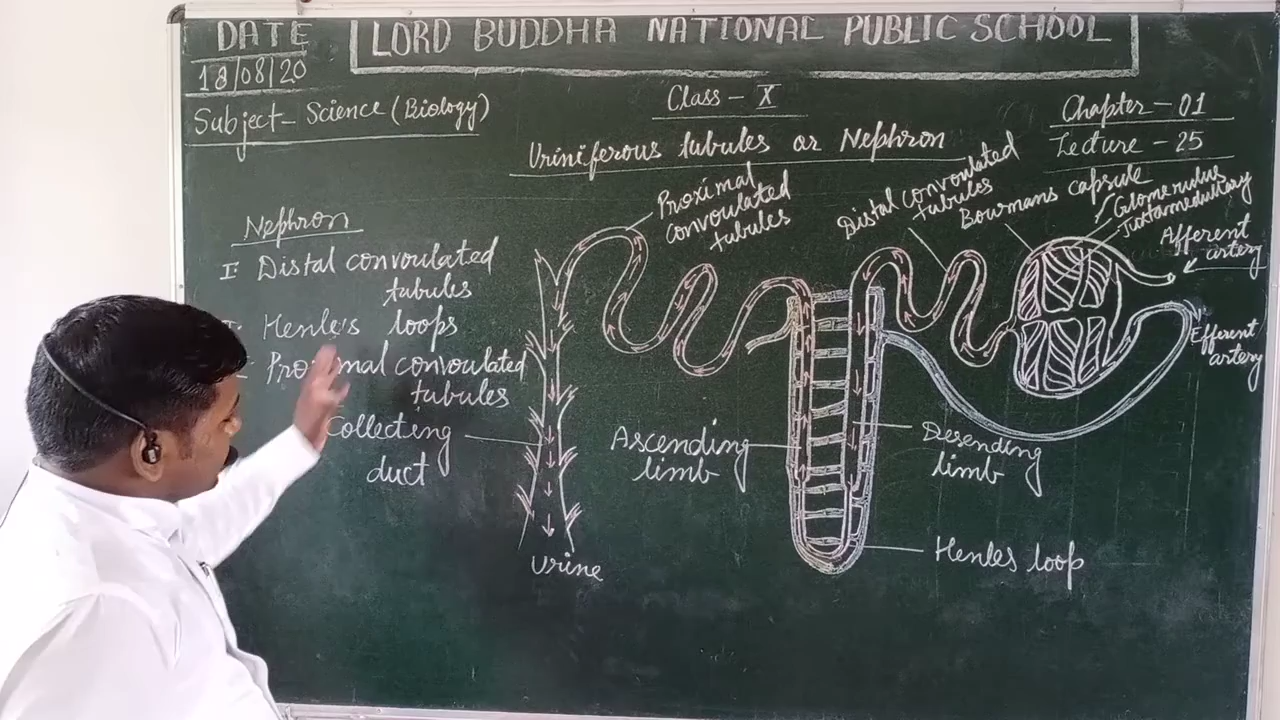 DATE
18/08/20
LORD BUDDHA NATIONAL PUBLIC SCHOOL
Subject- Science (Biology)
Class - X
Chapter - 01
Lecture - 25
Uriniferous tubules or Nephron
Nephron
I. Distal convoulated
tubules
Henle's loops
Proximal convoulated
tubules
Collecting
duct
Urine
Proximal
convoulated
tubules
Distal convoulated
tubules
Bowmans capsule
Glomerulus
Juxtamedullary
Afferent
artery
Efferent
artery
Ascending
limb
Desending
limb
Henles loop